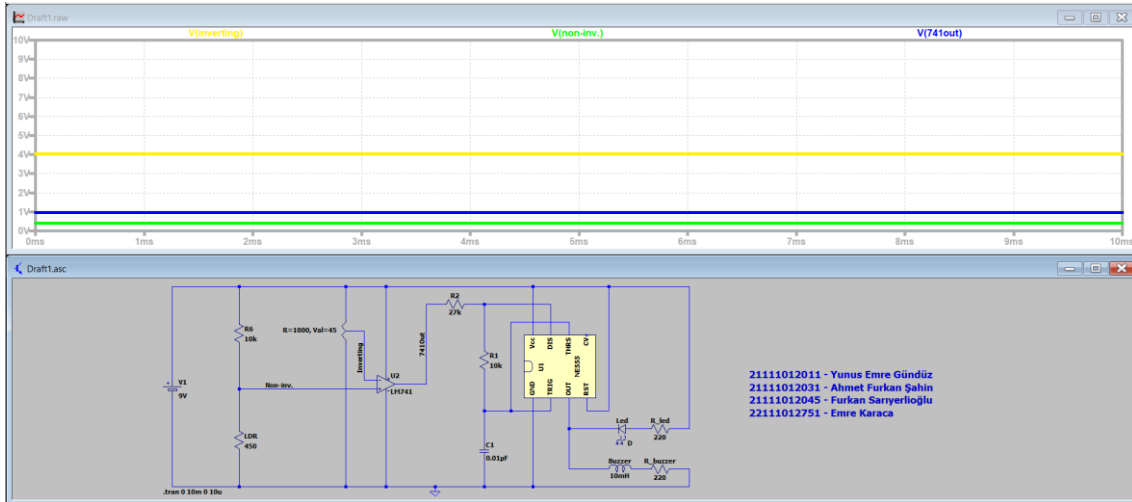 Draft1.raw
V(inverting) V(non-inv.) V(741out)
10V
9V
8V
7V
6V
5V
4V
3V
2V
1V
0V
0ms 1ms 2ms 3ms 4ms 5ms 6ms 7ms 8ms 9ms 10ms
Draft1.asc
R6
10k
R=1000, Val=45
Inverting
U2
LM741
Non-inv.
V1
9V
LDR
450
741Out
R2
27k
R1
10k
C1
0.01µF
Vcc DIS THRS CV
U1 NE555
GND TRIG OUT RST
Led
D
R_led
220
Buzzer
10mH
R_buzzer
220
.tran 0 10m 0 10u
21111012011 - Yunus Emre Gündüz
21111012031 - Ahmet Furkan Şahin
21111012045 - Furkan Sarıyerlioğlu
22111012751 - Emre Karaca